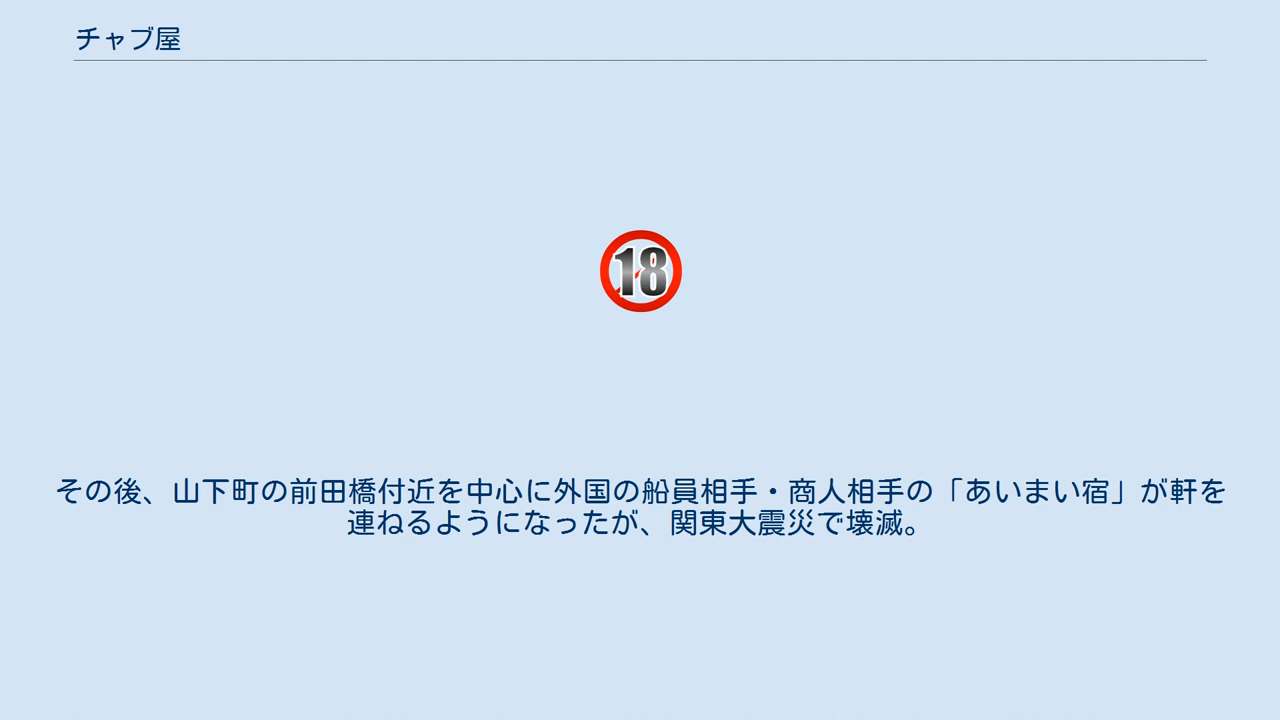 チャブ屋
18
その後、山下町の前田橋付近を中心に外国の船員相手・商人相手の「あいまい宿」が軒を
連ねるようになったが、関東大震災で壊滅。